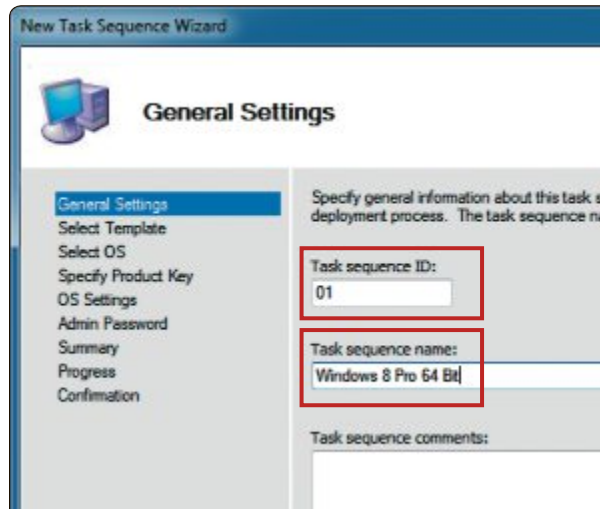 New Task Sequence Wizard
General Settings
General Settings
Select Template
Select OS
Specify Product Key
OS Settings
Admin Password
Summary
Progress
Confirmation
Specify general information about this task
deployment process. The task sequence
Task sequence ID:
01
Task sequence name:
Windows 8 Pro 64 Bit
Task sequence comments: